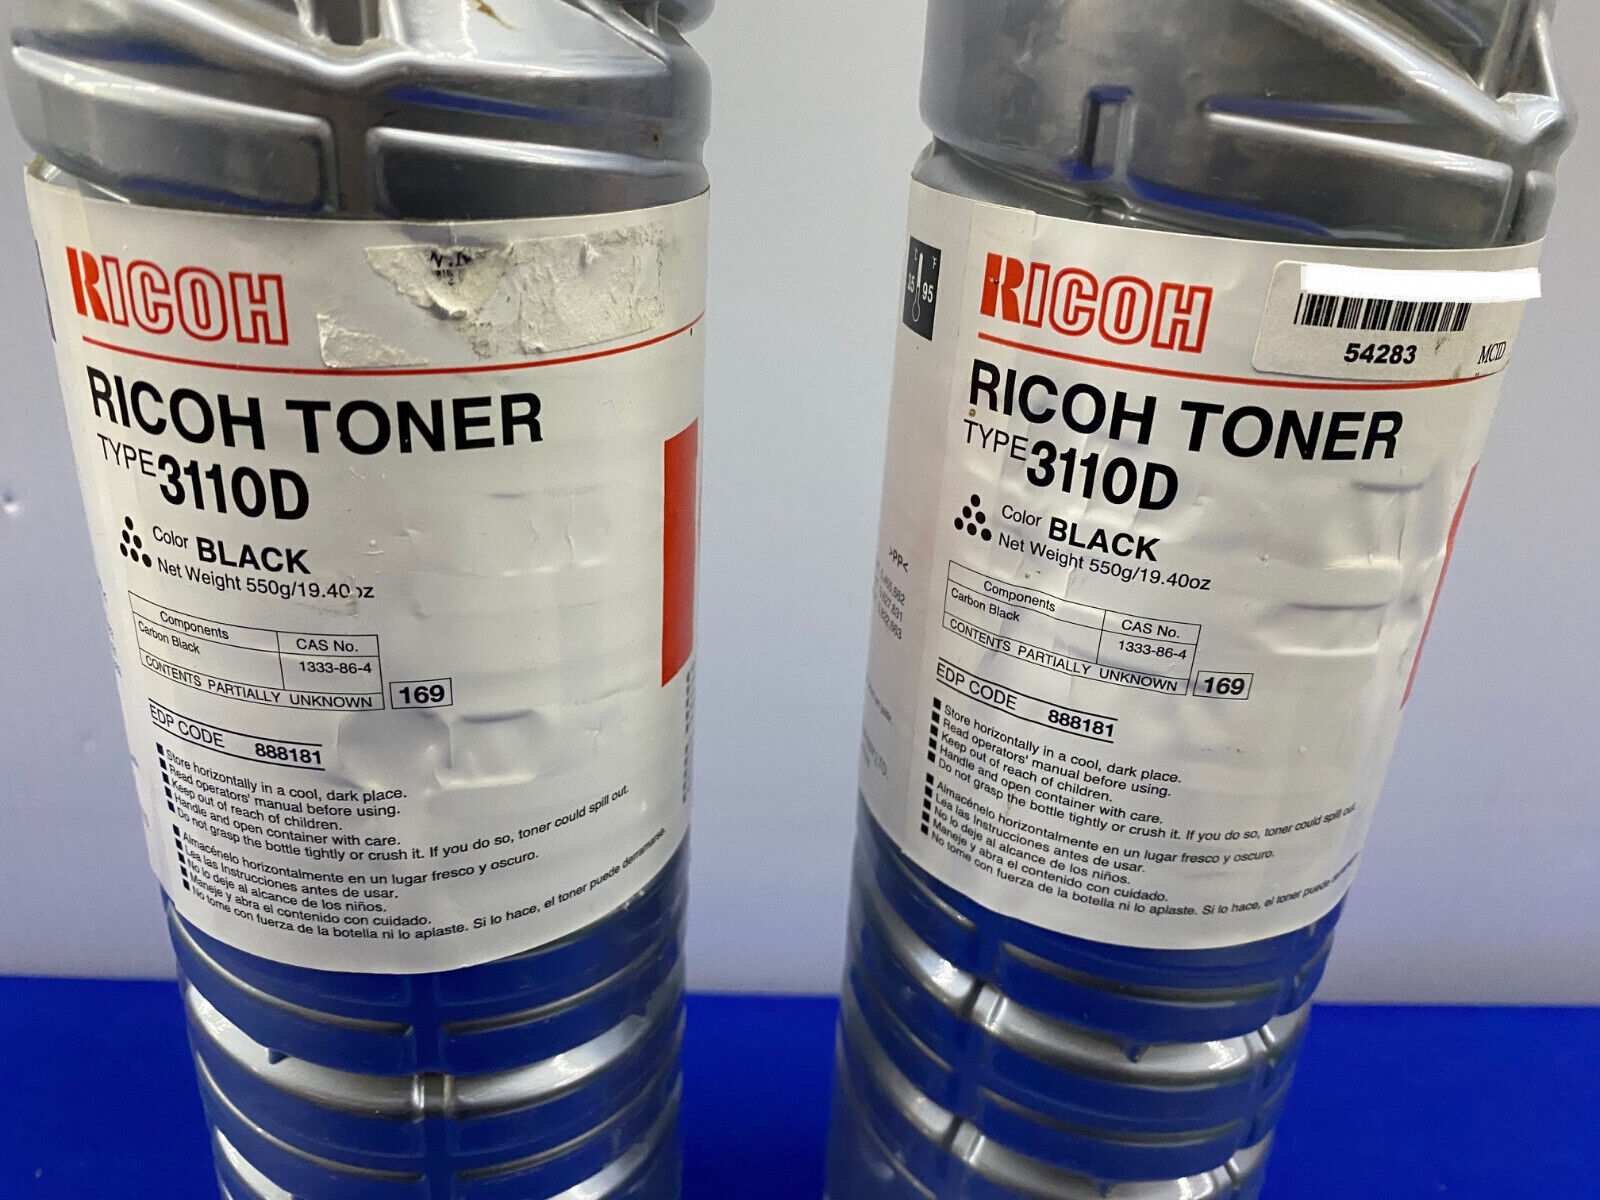 RICOH
RICOH TONER
TYPE 3110D
Color BLACK
Net Weight 550g/19.40oz
Components CAS No.
Carbon Black 1333-86-4
CONTENTS PARTIALLY UNKNOWN 169
EDP CODE 888181
Store horizontally in a cool, dark place.
Read operators' manual before using.
Keep out of reach of children.
Handle and open container with care.
Do not grasp the bottle tightly or crush it. If you do so, toner could spill out.
Almacénelo horizontalmente en un lugar fresco y oscuro.
Lea las Instrucciones antes de usar.
No lo deje al alcance de los niños.
Maneje y abra el contenido con cuidado.
No tome con fuerza de la botella ni lo aplaste. Si lo hace, el toner puede derramarse
°C °F
35 95
>PP<
RICOH
54283 MCID
RICOH TONER
TYPE 3110D
Color BLACK
Net Weight 550g/19.40oz
Components CAS No.
Carbon Black 1333-86-4
CONTENTS PARTIALLY UNKNOWN 169
EDP CODE 888181
Store horizontally in a cool, dark place.
Read operators' manual before using.
Keep out of reach of children.
Handle and open container with care.
Do not grasp the bottle tightly or crush it. If you do so, toner could spill out.
Almacénelo horizontalmente en un lugar fresco y oscuro.
Lea las Instrucciones antes de usar.
No lo deje al alcance de los niños.
Maneje y abra el contenido con cuidado.
No tome con fuerza de la botella ni lo aplaste. Si lo hace, el toner puede